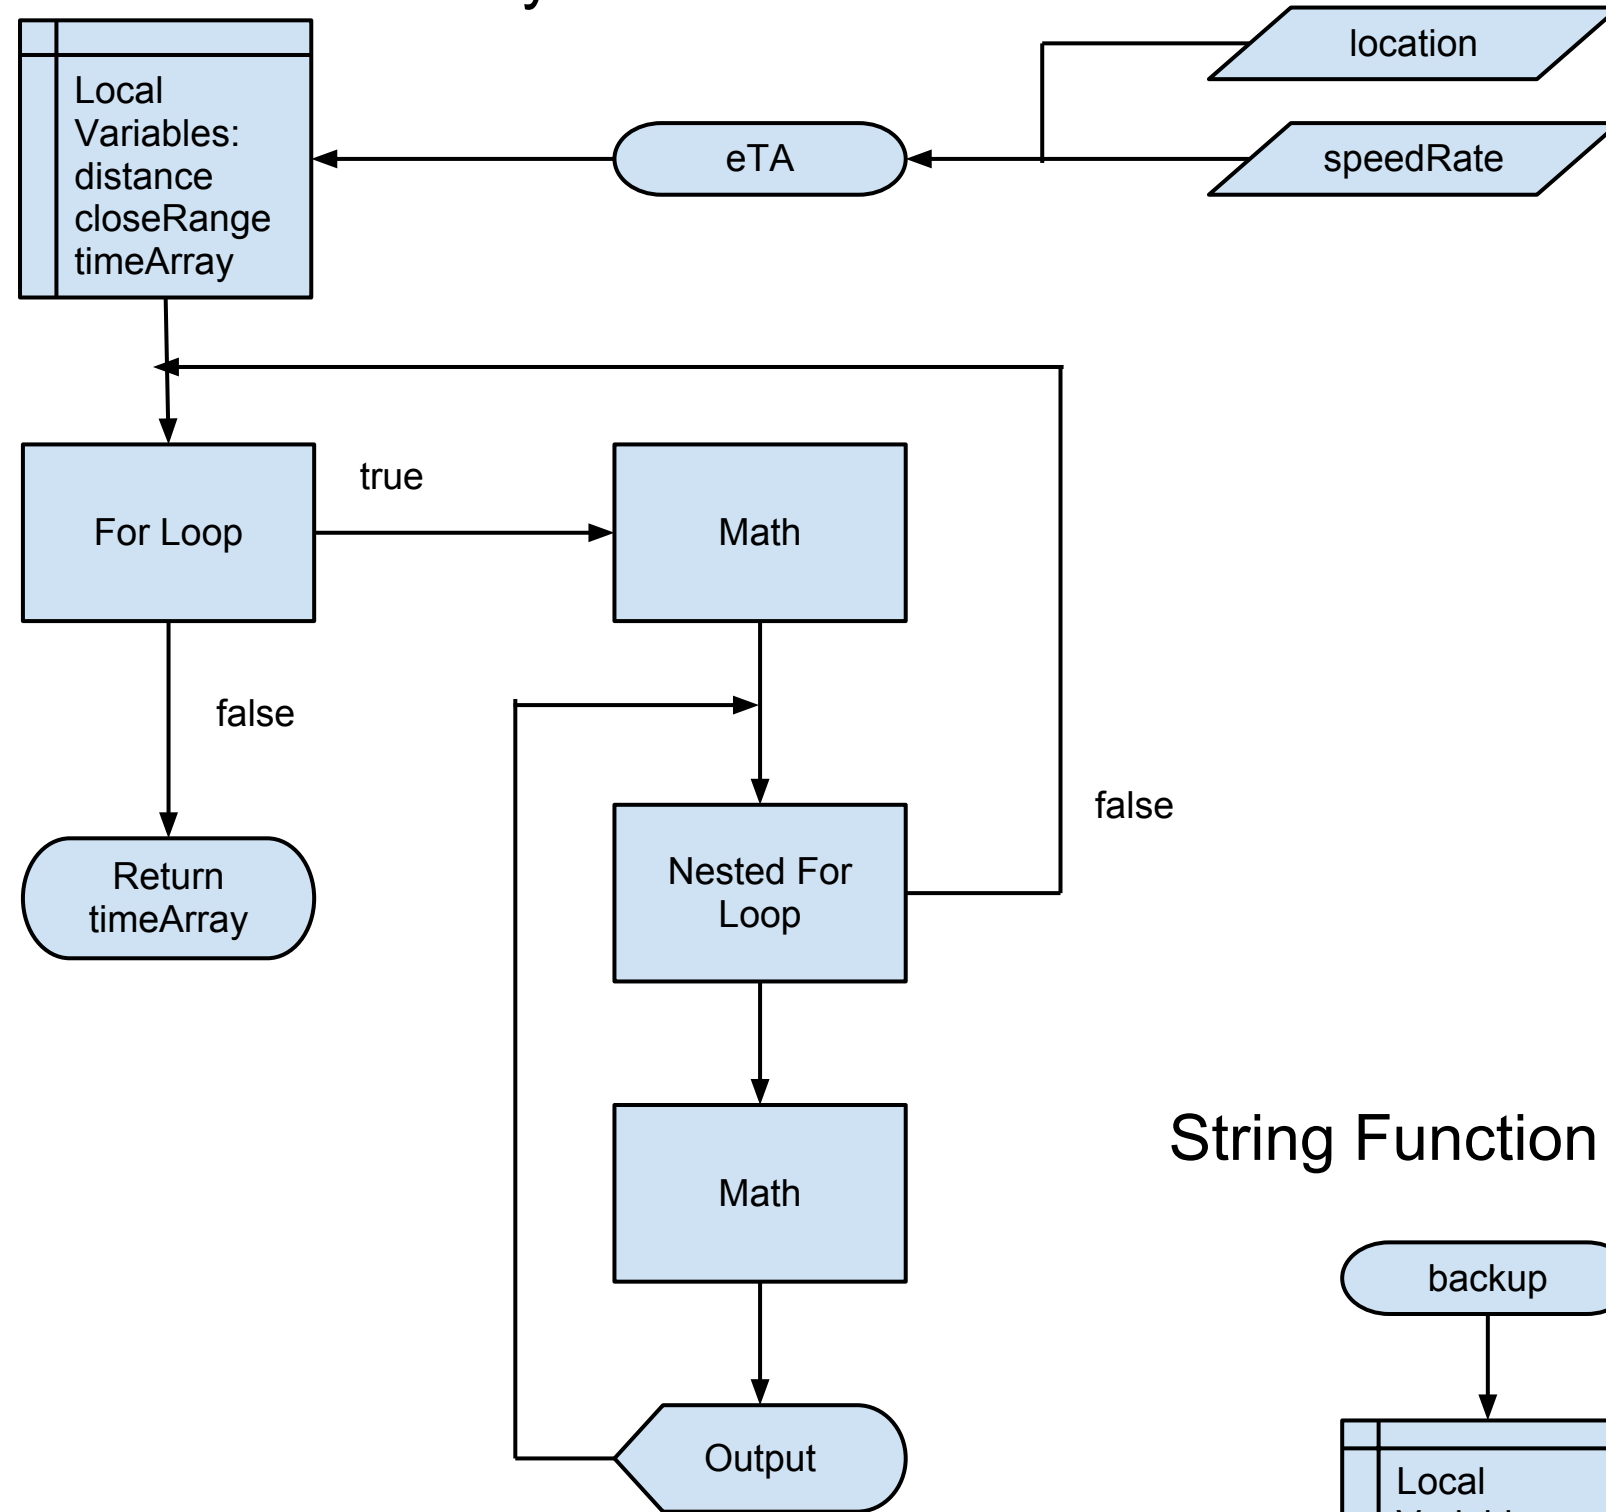 location
Local
Variables:
distance
closeRange
timeArray
eTA
speedRate
true
For Loop
Math
false
false
Nested For
Loop
Return
timeArray
String Function
Math
backup
Output
Local